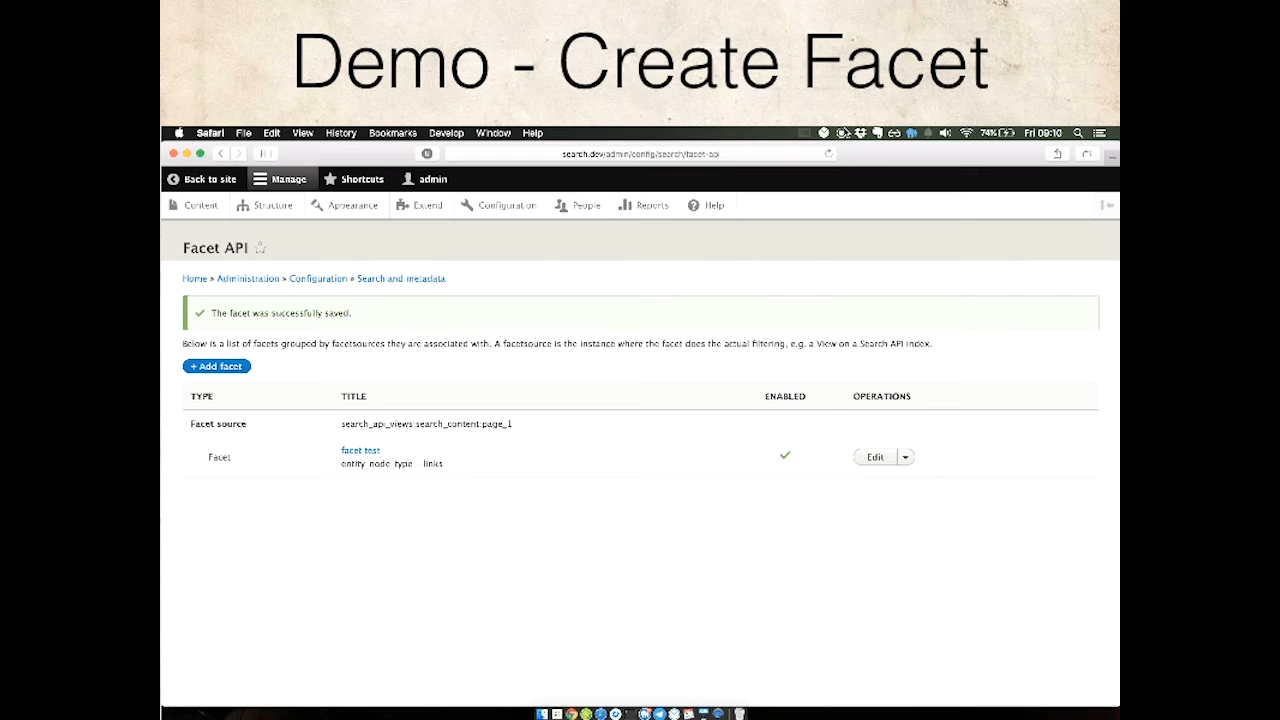 Demo - Create Facet
Safari File Edit View History Bookmarks Develop Window Help 74% Fri 09:10
search.dev/admin/config/search/facet-api
Back to site Manage Shortcuts admin
Content Structure Appearance Extend Configuration People Reports Help
Facet API
Home » Administration » Configuration » Search and metadata
The facet was successfully saved.
Below is a list of facets grouped by facetsources they are associated with. A facetsource is the instance where the facet does the actual filtering, e.g. a View on a Search API index.
+ Add facet
TYPE TITLE ENABLED OPERATIONS
Facet source search_api_views:search_content:page_1
Facet facet test Edit
entity node type - links